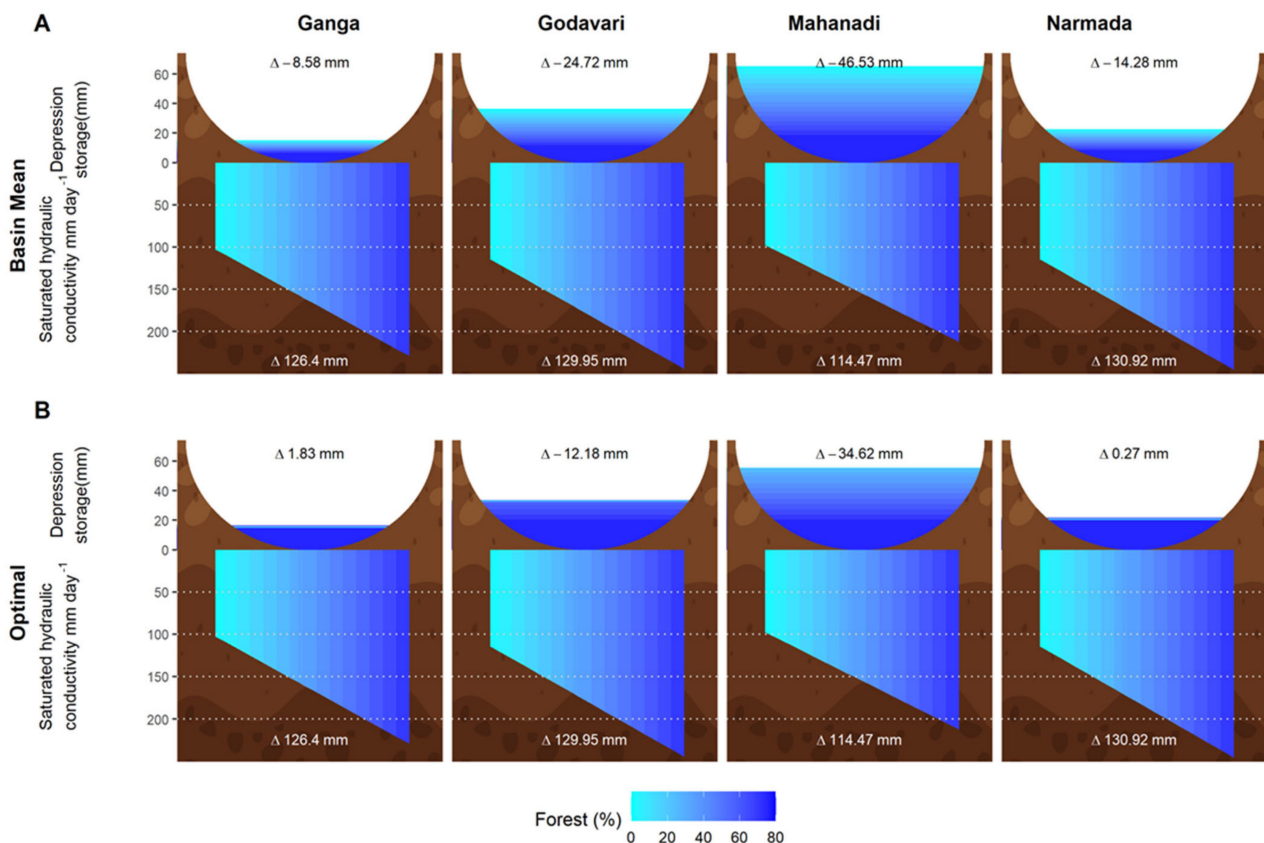 A
Ganga
Godavari
Mahanadi
Narmada
Basin Mean
Depression
storage(mm)
Saturated hydraulic
conductivity mm day⁻¹
60
40
20
0
50
100
150
200
Δ −8.58 mm
Δ −24.72 mm
Δ −46.53 mm
Δ −14.28 mm
Δ 126.4 mm
Δ 129.95 mm
Δ 114.47 mm
Δ 130.92 mm
B
Optimal
Depression
storage(mm)
Saturated hydraulic
conductivity mm day⁻¹
60
40
20
0
50
100
150
200
Δ 1.83 mm
Δ −12.18 mm
Δ −34.62 mm
Δ 0.27 mm
Δ 126.4 mm
Δ 129.95 mm
Δ 114.47 mm
Δ 130.92 mm
Forest (%)
0 20 40 60 80